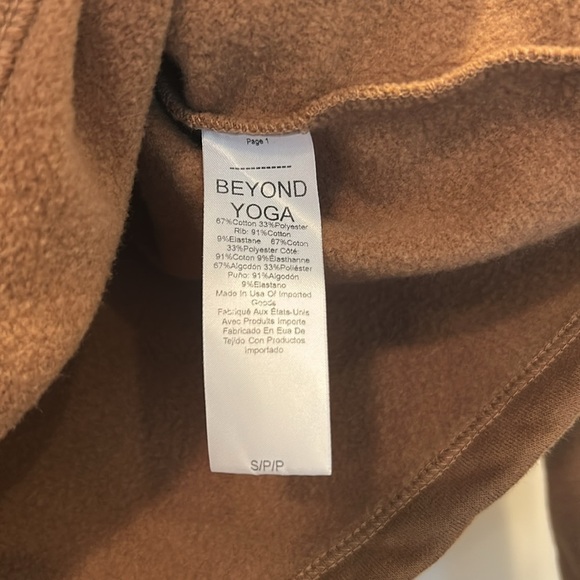 Page 1
------------
BEYOND
YOGA
67%Cotton 33%Polyester
Rib: 91%Cotton
9%Elastane 67%Coton
33%Polyester Côté:
91%Coton 9%Élasthanne
67%Algodón 33%Poliéster
Puño: 91%Algodón
9%Elastano
Made In Usa Of Imported
Goods
Fabriqué Aux États-Unis
Avec Produits Importe
Fabricado En Eua De
Tejido Con Productos
Importado
S/P/P